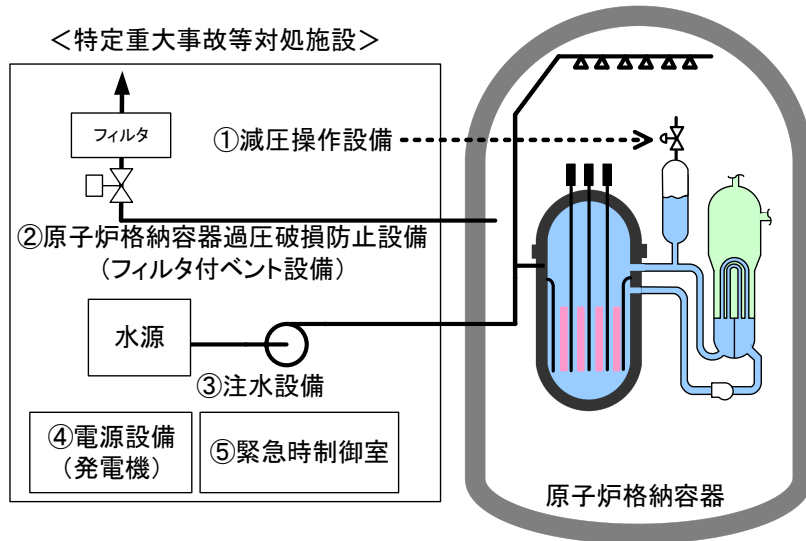 ＜特定重大事故等対処施設＞
フィルタ
①減圧操作設備
②原子炉格納容器過圧破損防止設備
（フィルタ付ベント設備）
水源
③注水設備
④電源設備
（発電機）
⑤緊急時制御室
原子炉格納容器